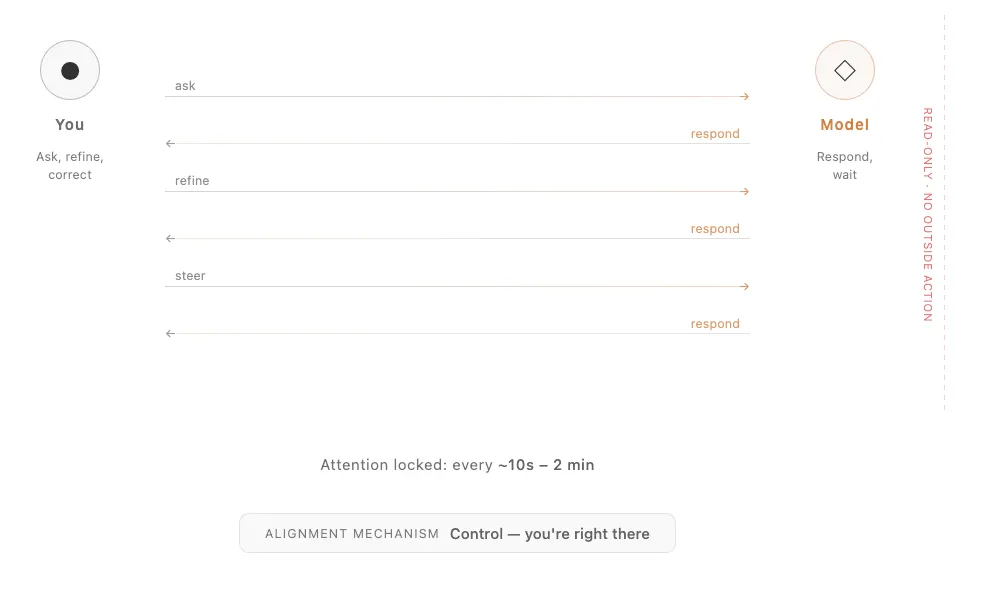 You
Ask, refine,
correct
ask
respond
refine
respond
steer
respond
Model
Respond,
wait
READ-ONLY · NO OUTSIDE ACTION
Attention locked: every ~10s – 2 min
ALIGNMENT MECHANISM Control — you're right there